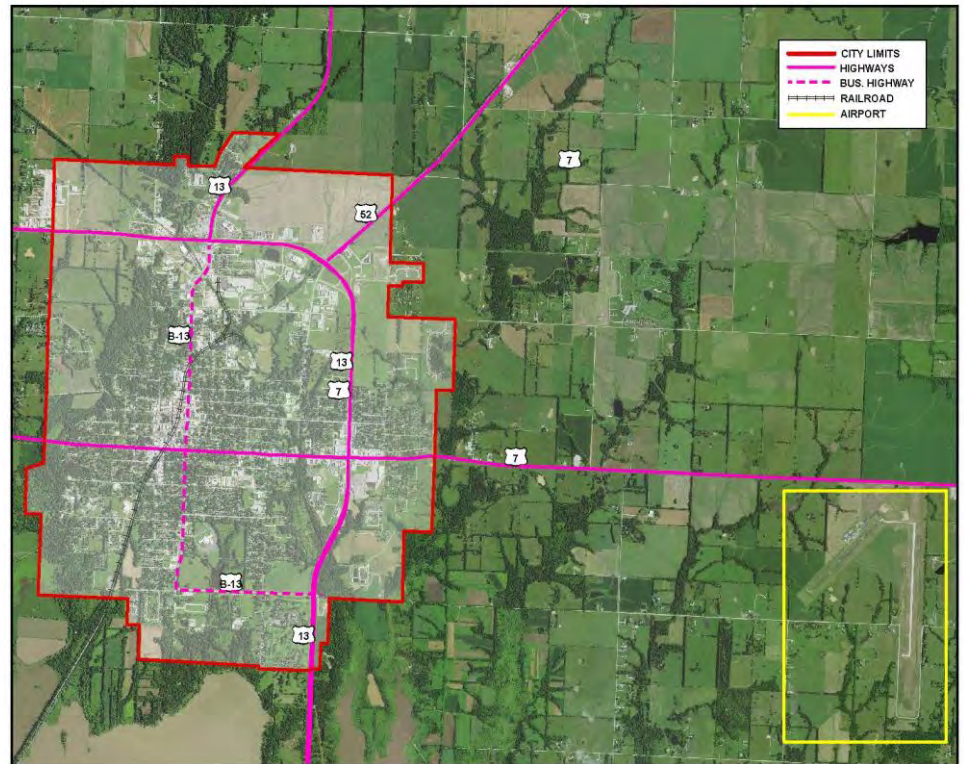 CITY LIMITS
HIGHWAYS
BUS. HIGHWAY
RAILROAD
AIRPORT
7
13
52
B-13
13
7
7
B-13
13